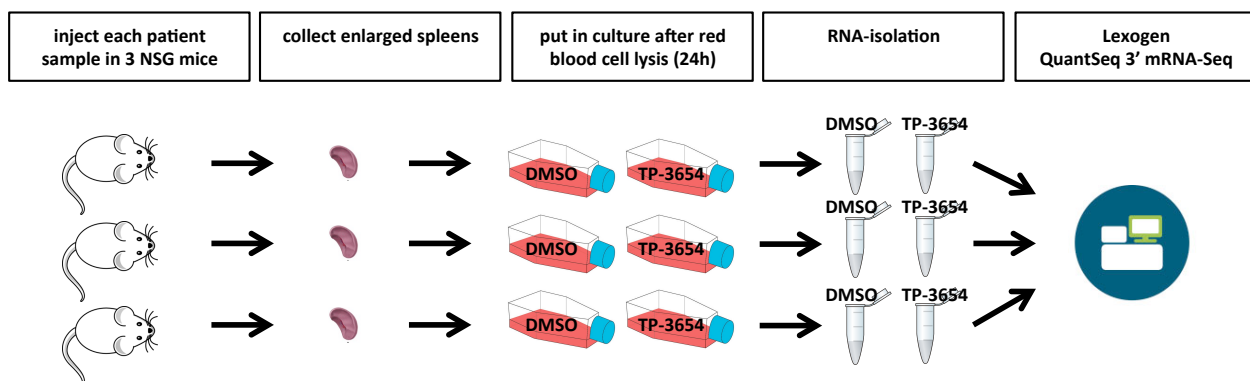 inject each patient
sample in 3 NSG mice
collect enlarged spleens
put in culture after red
blood cell lysis (24h)
RNA-isolation
Lexogen
QuantSeq 3’ mRNA-Seq
DMSO TP-3654
DMSO TP-3654
DMSO TP-3654
DMSO TP-3654
DMSO TP-3654
DMSO TP-3654